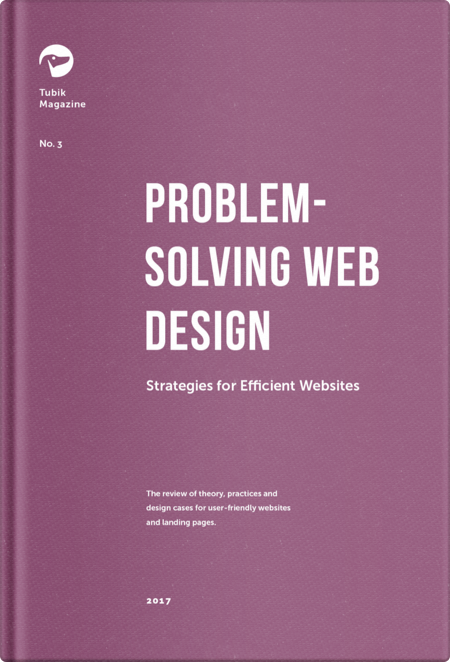 Tubik
Magazine
No. 3
PROBLEM-
SOLVING WEB
DESIGN
Strategies for Efficient Websites
The review of theory, practices and
design cases for user-friendly websites
and landing pages.
2017